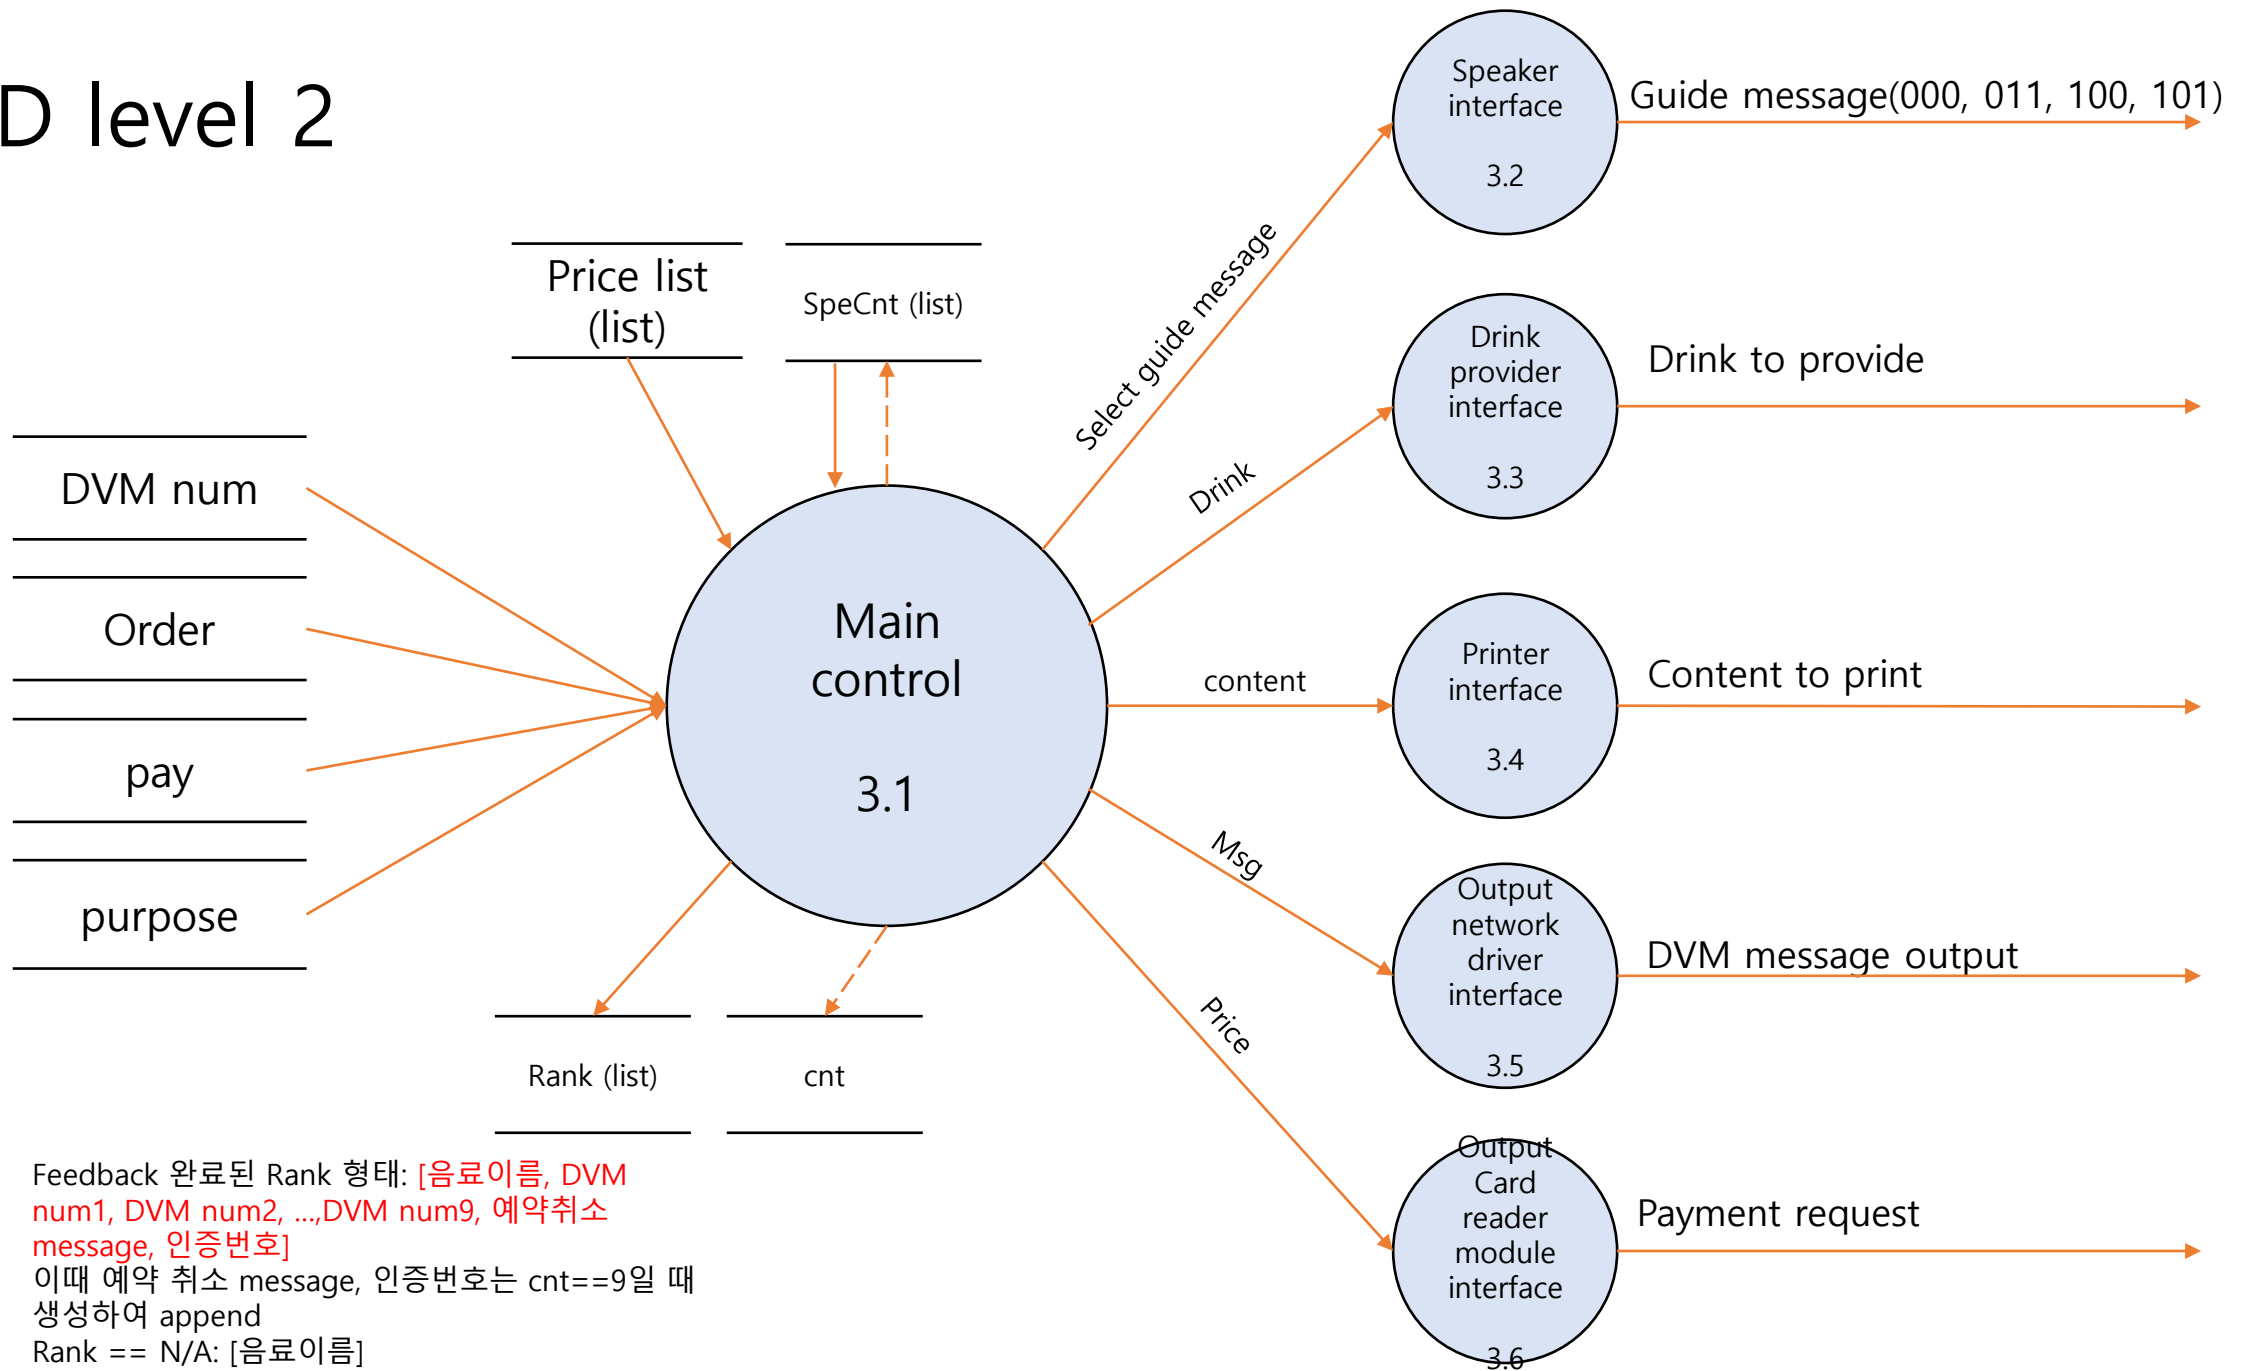 D level 2
Speaker
interface
3.2
Guide message(000, 011, 100, 101)
Price list
(list)
SpeCnt (list)
Select guide message
Drink
provider
interface
3.3
Drink to provide
DVM num
Drink
Order
Main
control
3.1
content
Printer
interface
3.4
Content to print
pay
purpose
Msg
Output
network
driver
interface
3.5
DVM message output
Price
Rank (list)
cnt
Output
Card
reader
module
interface
3.6
Payment request
Feedback 완료된 Rank 형태: [음료이름, DVM
num1, DVM num2, ...,DVM num9, 예약취소
message, 인증번호]
이때 예약 취소 message, 인증번호는 cnt==9일 때
생성하여 append
Rank == N/A: [음료이름]